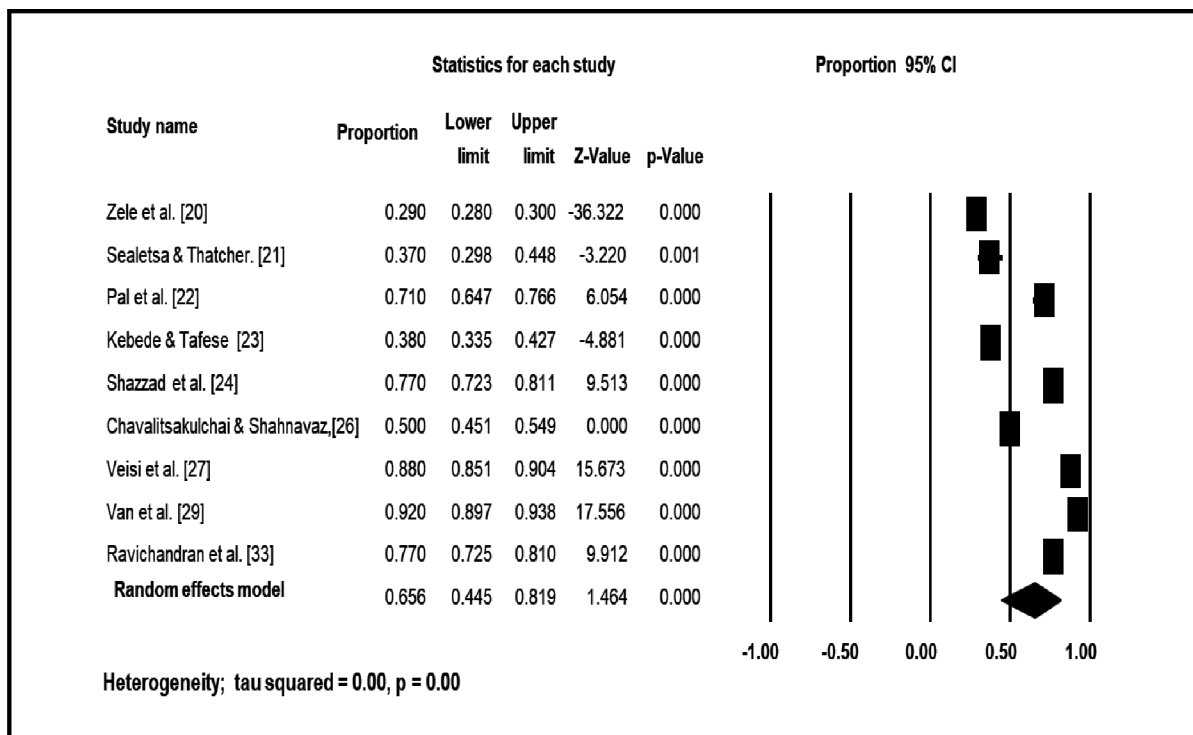 Statistics for each study Proportion 95% CI
Study name Proportion Lower limit Upper limit Z-Value p-Value
Zele et al. [20] 0.290 0.280 0.300 -36.322 0.000
Sealetsa & Thatcher. [21] 0.370 0.298 0.448 -3.220 0.001
Pal et al. [22] 0.710 0.647 0.766 6.054 0.000
Kebede & Tafese [23] 0.380 0.335 0.427 -4.881 0.000
Shazzad et al. [24] 0.770 0.723 0.811 9.513 0.000
Chavalitsakulchai & Shahnavaz,[26] 0.500 0.451 0.549 0.000 0.000
Veisi et al. [27] 0.880 0.851 0.904 15.673 0.000
Van et al. [29] 0.920 0.897 0.938 17.556 0.000
Ravichandran et al. [33] 0.770 0.725 0.810 9.912 0.000
Random effects model 0.656 0.445 0.819 1.464 0.000
-1.00 -0.50 0.00 0.50 1.00
Heterogeneity; tau squared = 0.00, p = 0.00